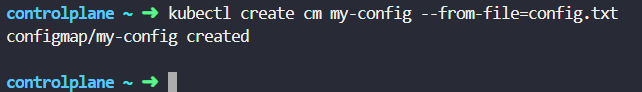 controlplane ~ ➜ kubectl create cm my-config --from-file=config.txt
configmap/my-config created
controlplane ~ ➜